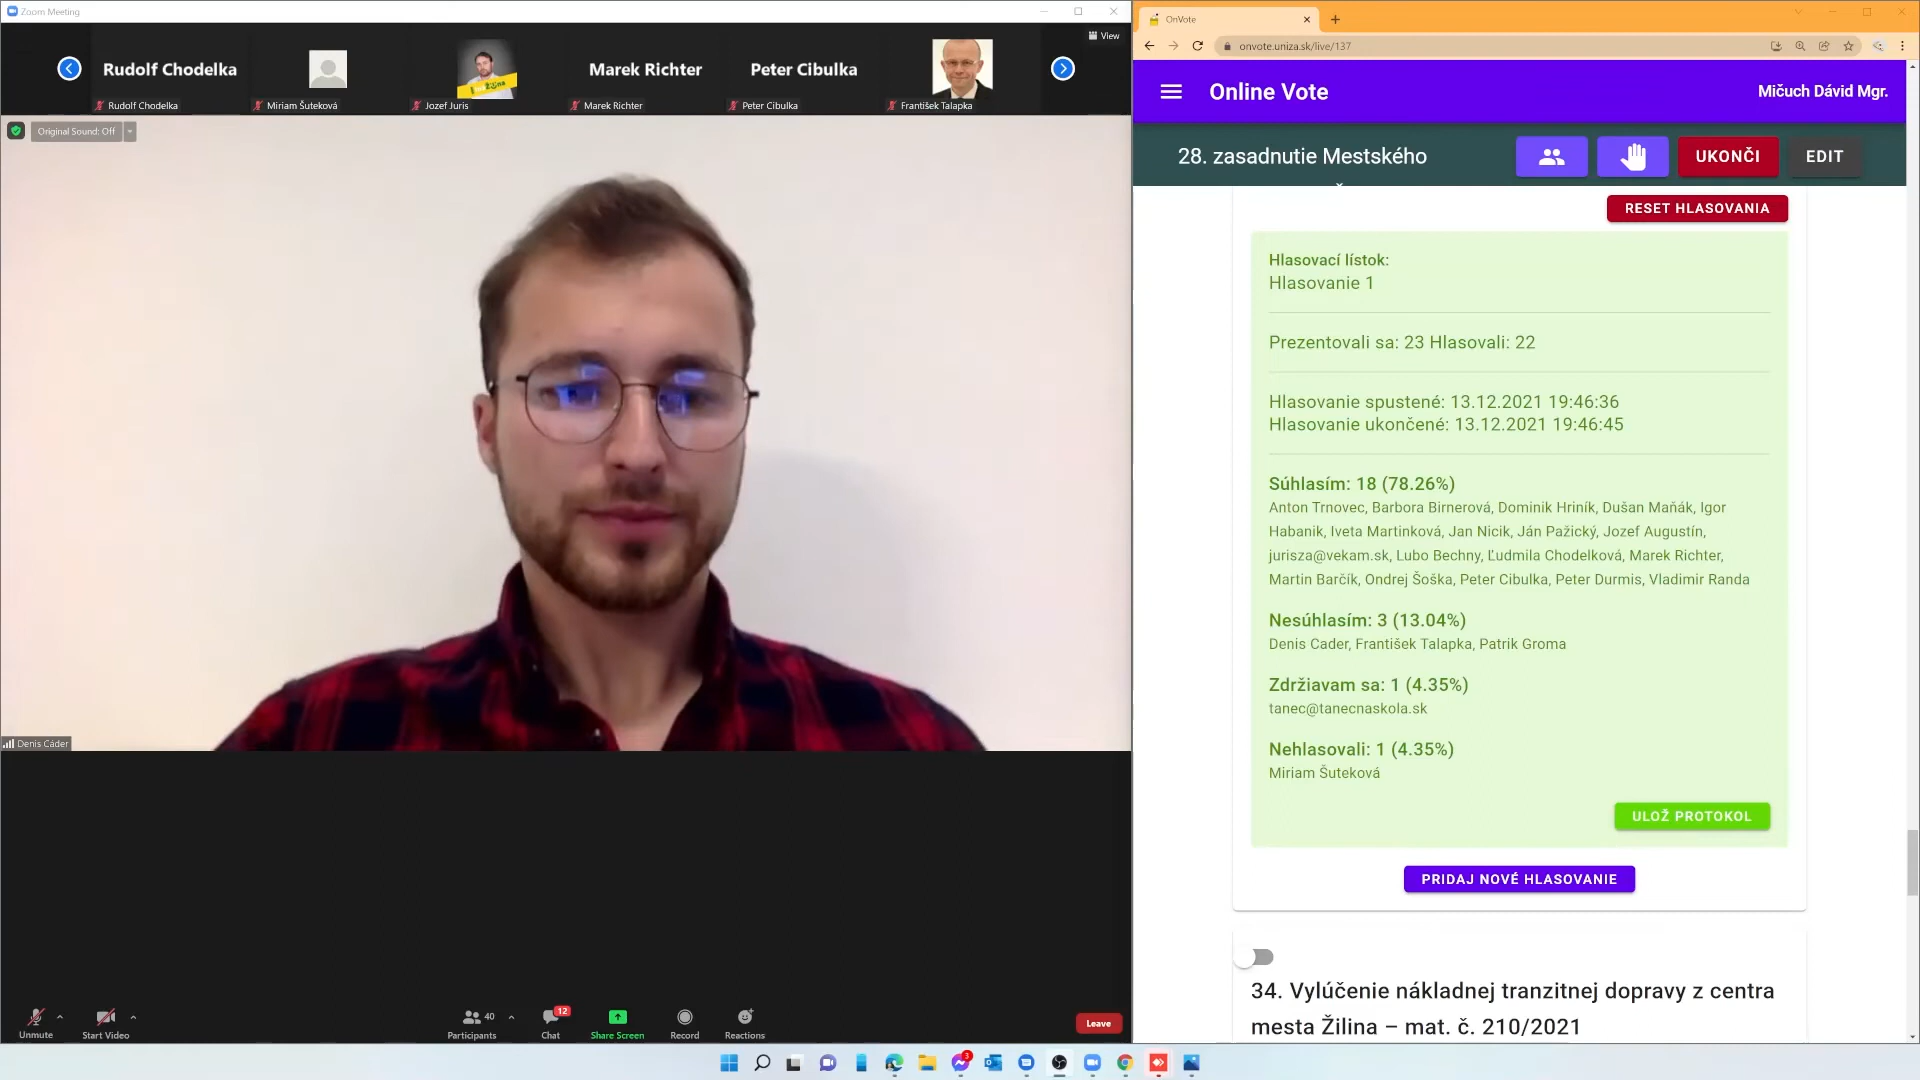 Zoom Meeting
View
Rudolf Chodelka
Marek Richter
Peter Cibulka
Rudolf Chodelka
Miriam Šuteková
Jozef Juriš
Marek Richter
Peter Cibulka
František Talapka
Original Sound: Off
Denis Cáder
Unmute
Start Video
40
Participants
12
Chat
Share Screen
Record
Reactions
Leave
OnVote
onvote.uniza.sk/live/137
Online Vote
Mičuch Dávid Mgr.
28. zasadnutie Mestského
UKONČI
EDIT
RESET HLASOVANIA
Hlasovací lístok:
Hlasovanie 1
Prezentovali sa: 23 Hlasovali: 22
Hlasovanie spustené: 13.12.2021 19:46:36
Hlasovanie ukončené: 13.12.2021 19:46:45
Súhlasím: 18 (78.26%)
Anton Trnovec, Barbora Birnerová, Dominik Hriník, Dušan Maňák, Igor
Habanik, Iveta Martinková, Jan Nicik, Ján Pažický, Jozef Augustín,
jurisza@vekam.sk, Lubo Bechny, Ľudmila Chodelková, Marek Richter,
Martin Barčík, Ondrej Šoška, Peter Cibulka, Peter Durmis, Vladimir Randa
Nesúhlasím: 3 (13.04%)
Denis Cader, František Talapka, Patrik Groma
Zdržiavam sa: 1 (4.35%)
tanec@tanecnaskola.sk
Nehlasovali: 1 (4.35%)
Miriam Šuteková
ULOŽ PROTOKOL
PRIDAJ NOVÉ HLASOVANIE
34. Vylúčenie nákladnej tranzitnej dopravy z centra
mesta Žilina – mat. č. 210/2021
3